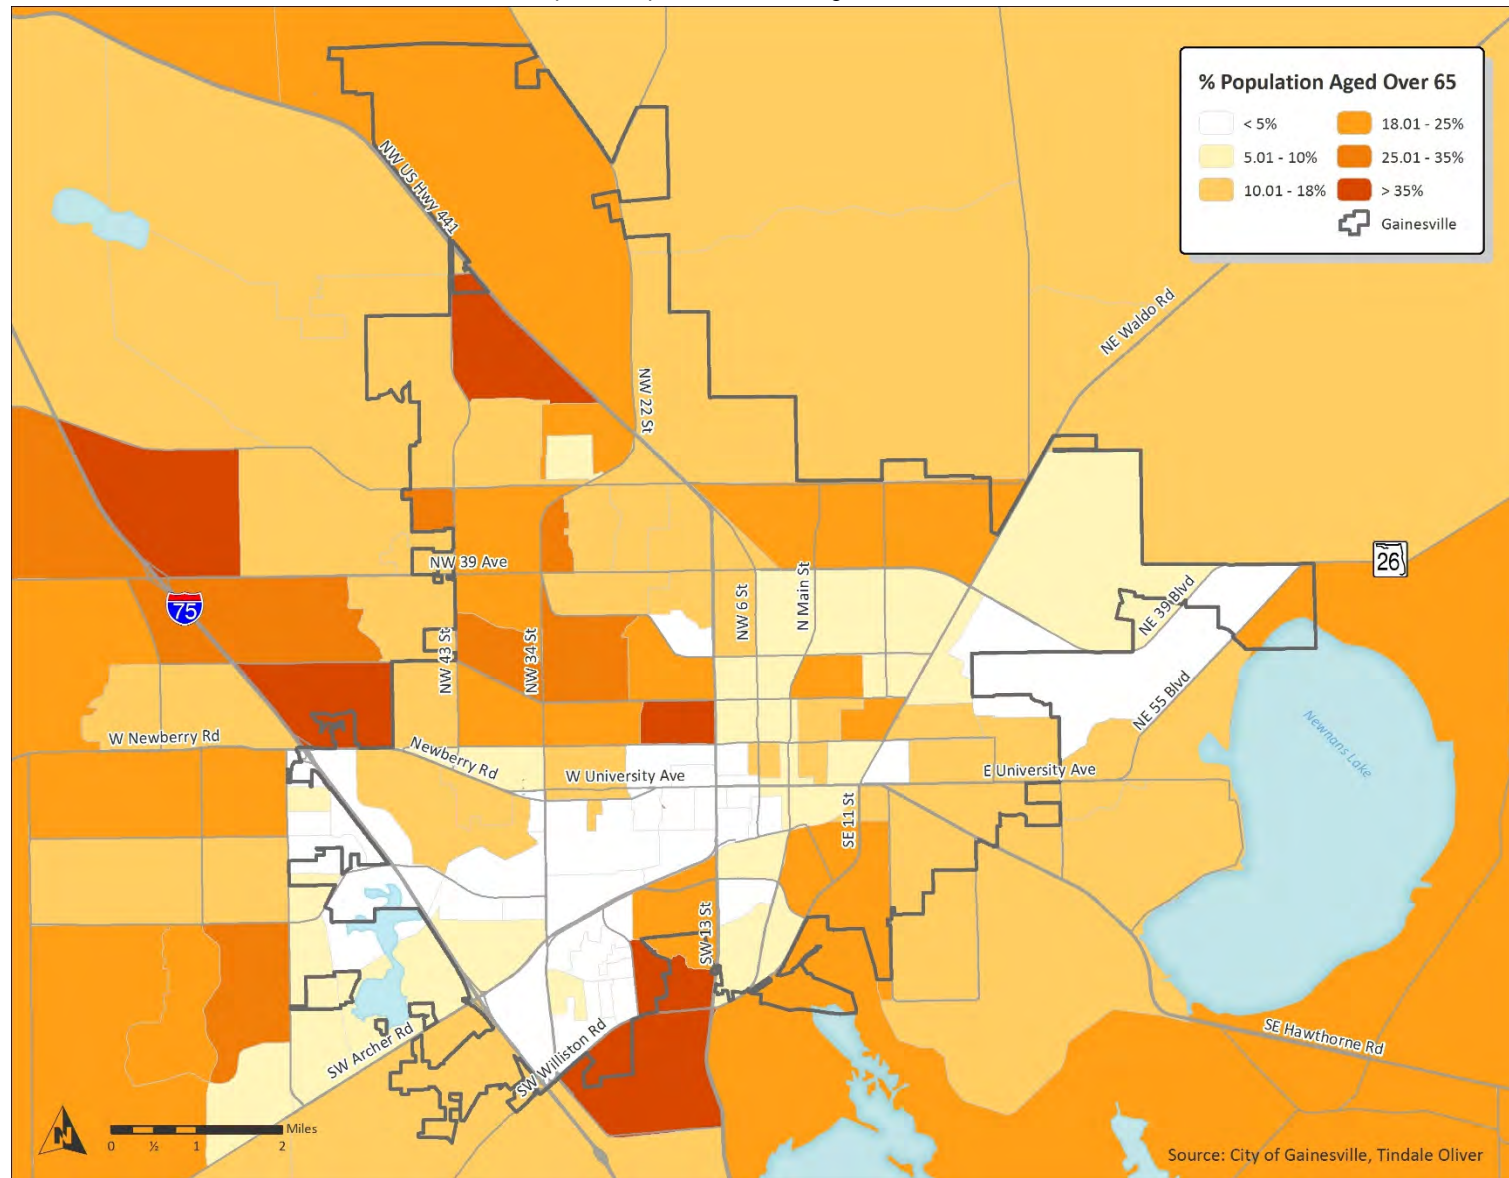 % Population Aged Over 65
< 5%
18.01 - 25%
5.01 - 10%
25.01 - 35%
10.01 - 18%
> 35%
Gainesville
NW US Hwy 441
NE Waldo Rd
NW 22 St
26
NW 39 Ave
75
NW 43 St
NW 34 St
NW 6 St
N Main St
NE 39 Blvd
NE 55 Blvd
W Newberry Rd
Newberry Rd
W University Ave
E University Ave
Newnans Lake
SE 11 St
SW 13 St
SW Archer Rd
SW Williston Rd
SE Hawthorne Rd
N
Miles
0 ½ 1 2
Source: City of Gainesville, Tindale Oliver